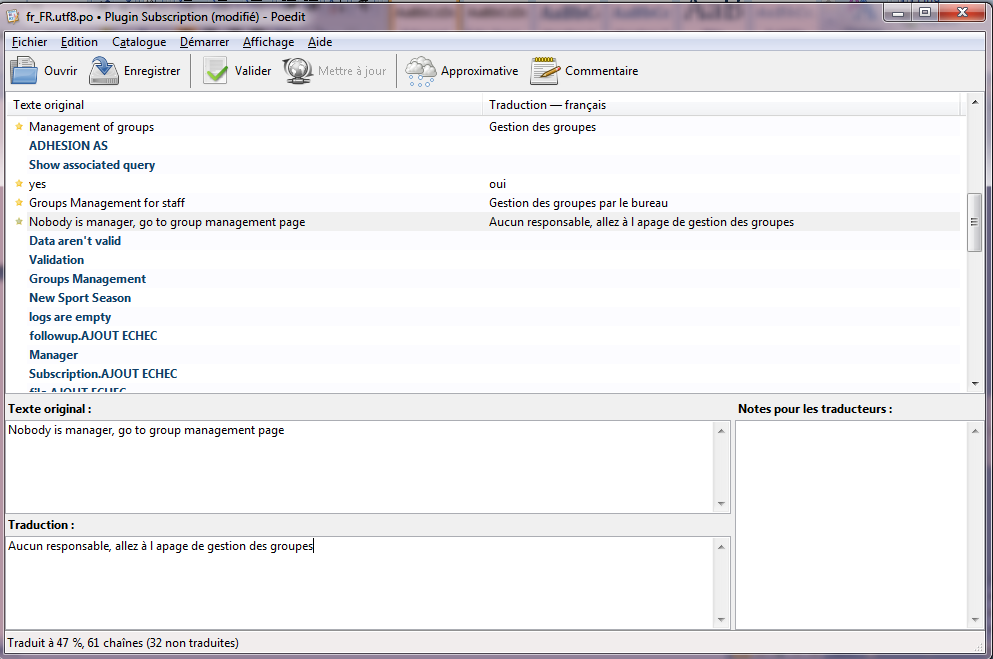 fr_FR.utf8.po • Plugin Subscription (modifié) - Poedit
Fichier Edition Catalogue Démarrer Affichage Aide
Ouvrir Enregistrer Valider Mettre à jour Approximative Commentaire
Texte original Traduction — français
Management of groups Gestion des groupes
ADHESION AS
Show associated query
yes oui
Groups Management for staff Gestion des groupes par le bureau
Nobody is manager, go to group management page Aucun responsable, allez à l apage de gestion des groupes
Data aren't valid
Validation
Groups Management
New Sport Season
logs are empty
followup.AJOUT ECHEC
Manager
Subscription.AJOUT ECHEC
file.AJOUT ECHEC
Texte original : Notes pour les traducteurs :
Nobody is manager, go to group management page
Traduction :
Aucun responsable, allez à l apage de gestion des groupes
Traduit à 47 %, 61 chaînes (32 non traduites)